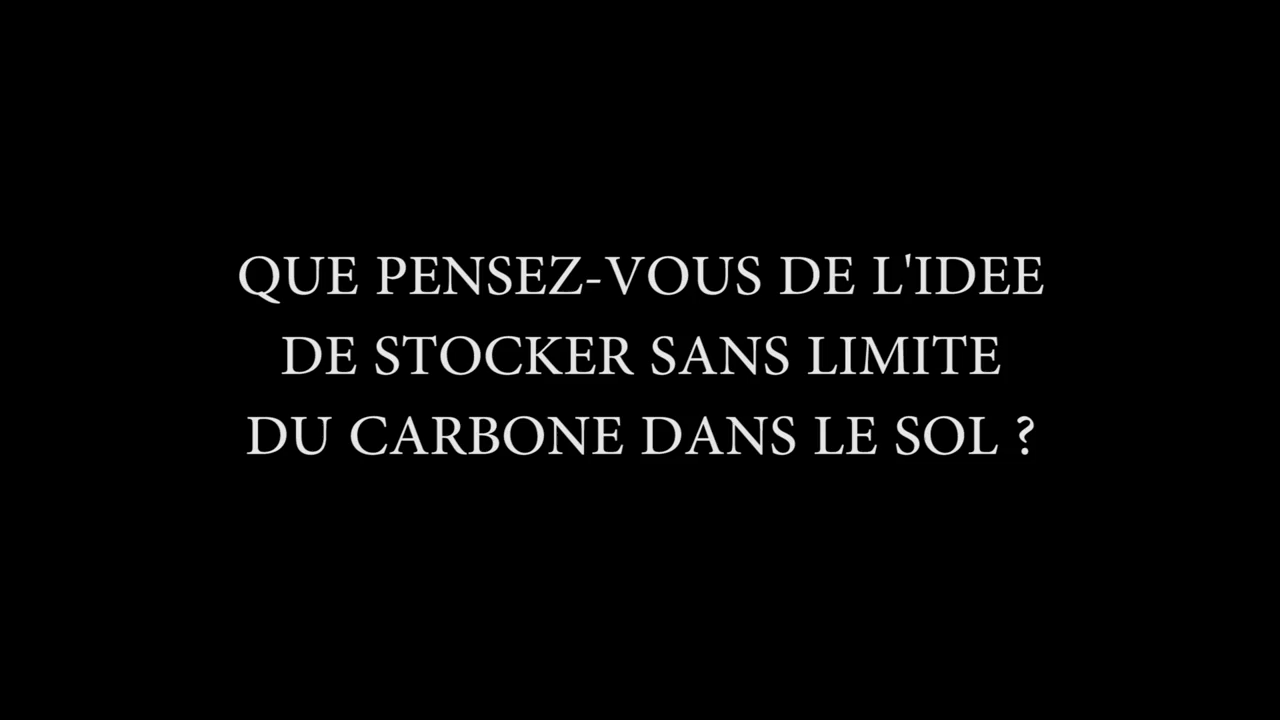 QUE PENSEZ-VOUS DE L'IDEE
DE STOCKER SANS LIMITE
DU CARBONE DANS LE SOL ?